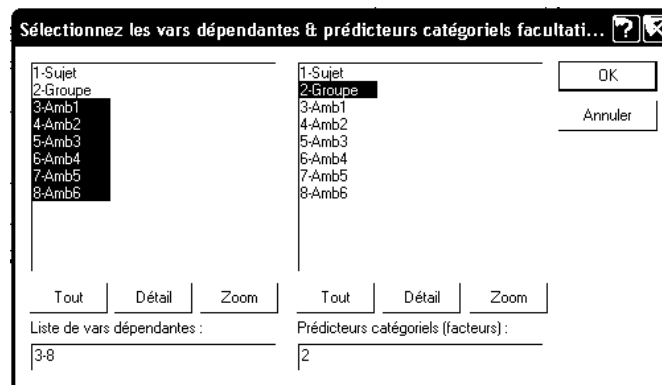 Sélectionnez les vars dépendantes & prédicteurs catégoriels facultati...
1-Sujet
2-Groupe
3-Amb1
4-Amb2
5-Amb3
6-Amb4
7-Amb5
8-Amb6
1-Sujet
2-Groupe
3-Amb1
4-Amb2
5-Amb3
6-Amb4
7-Amb5
8-Amb6
OK
Annuler
Tout Détail Zoom Tout Détail Zoom
Liste de vars dépendantes : Prédicteurs catégoriels (facteurs) :
3-8 2